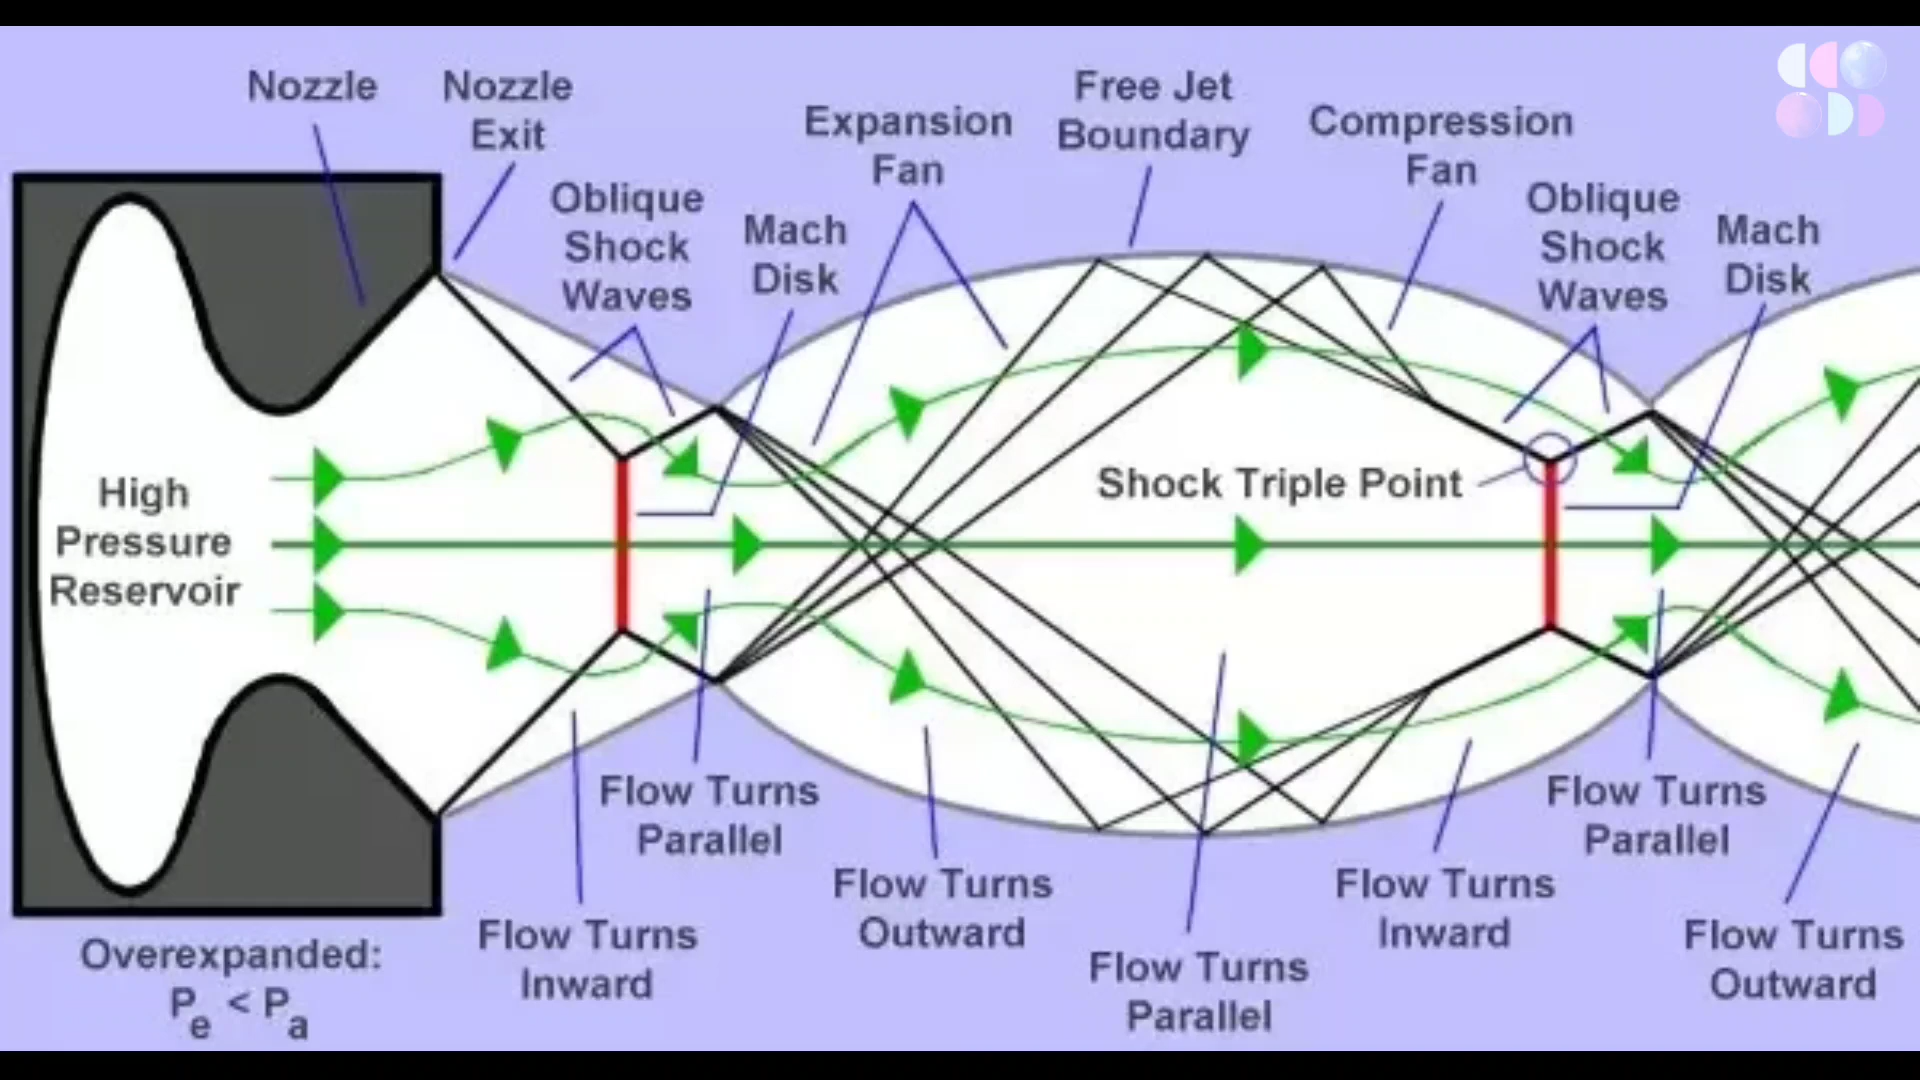 Nozzle
Nozzle
Exit
Oblique
Shock
Waves
Mach
Disk
Expansion
Fan
Free Jet
Boundary
Compression
Fan
Oblique
Shock
Waves
Mach
Disk
High
Pressure
Reservoir
Shock Triple Point
Flow Turns
Parallel
Flow Turns
Inward
Flow Turns
Outward
Flow Turns
Parallel
Flow Turns
Inward
Flow Turns
Parallel
Flow Turns
Outward
Overexpanded:
Pe < Pa